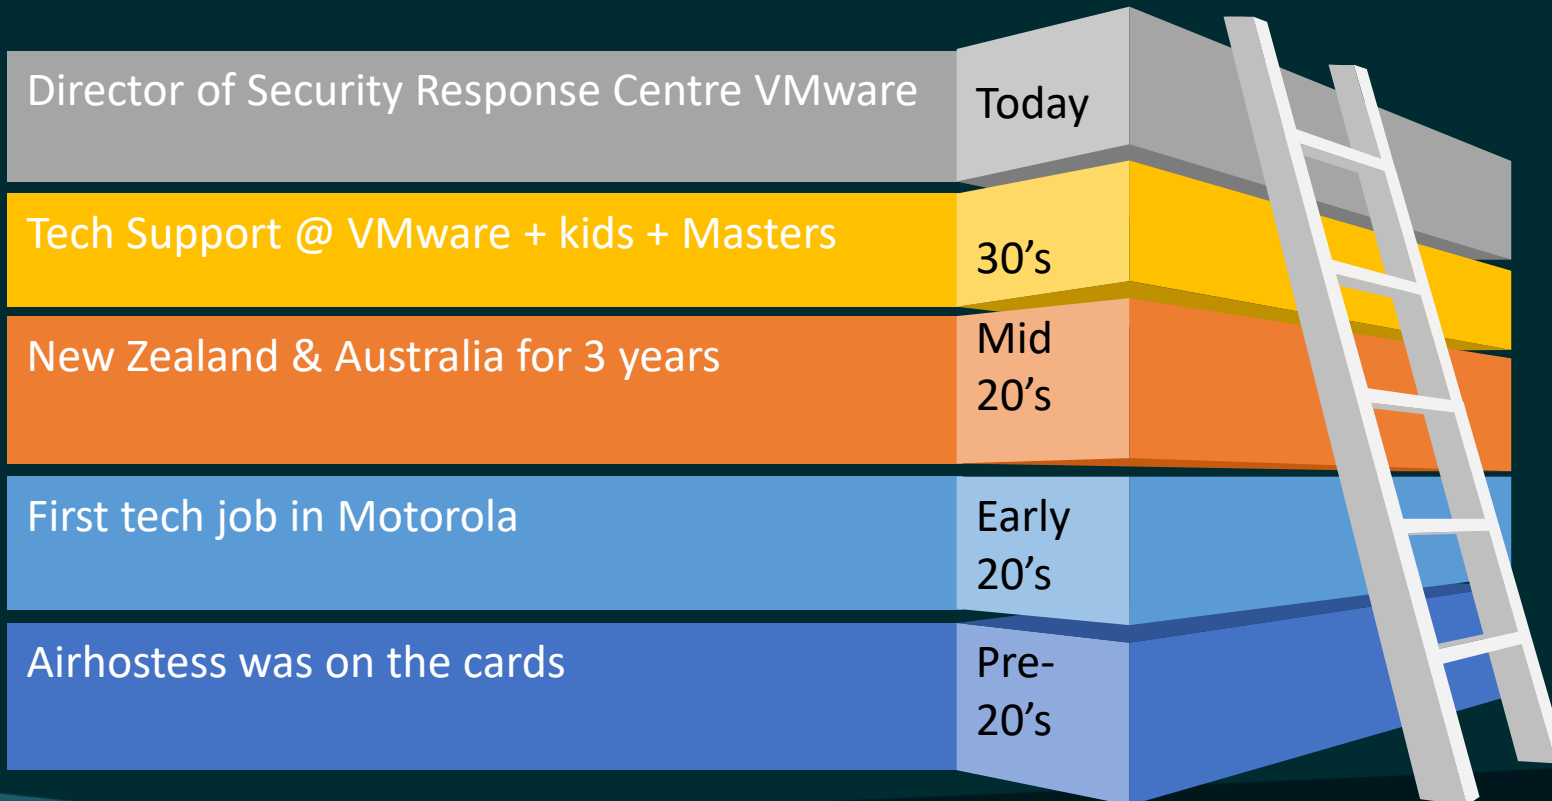 Director of Security Response Centre VMware
Today
Tech Support @ VMware + kids + Masters
30’s
New Zealand & Australia for 3 years
Mid
20’s
First tech job in Motorola
Early
20’s
Airhostess was on the cards
Pre-
20’s